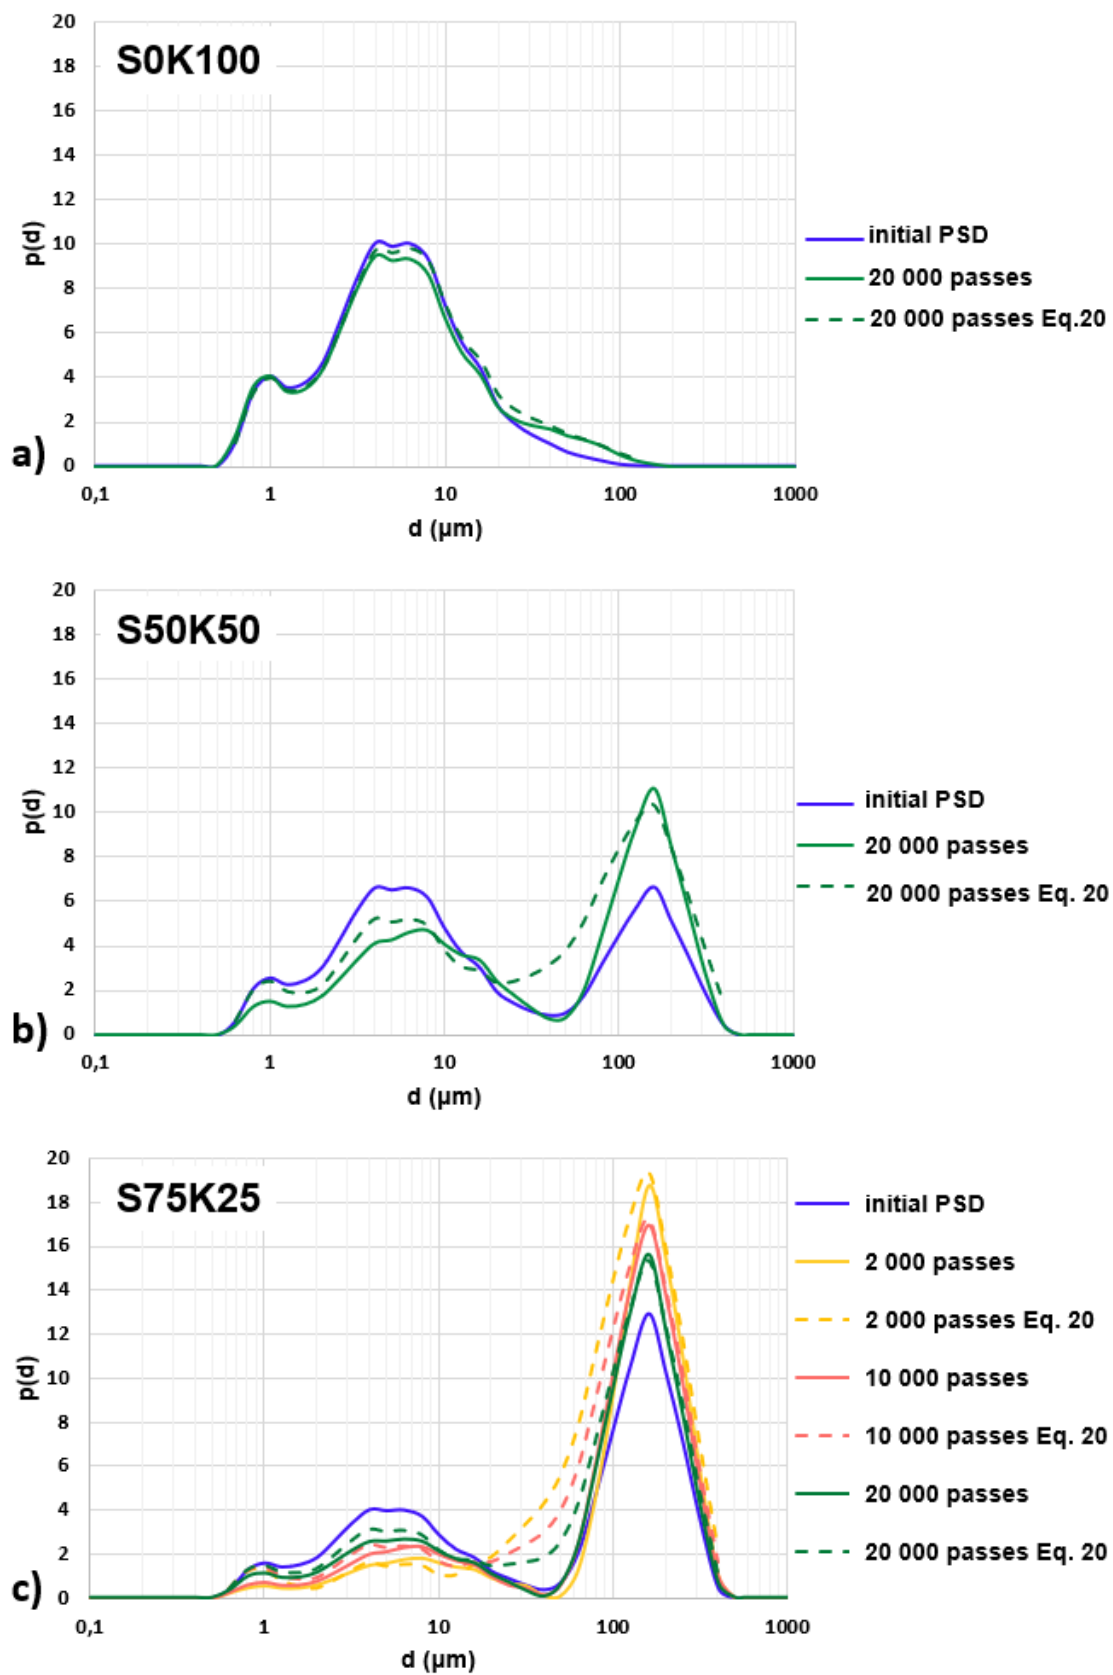 20
S0K100
18
16
14
12
10
8
6
4
2
0
p(d)
a)
0,1
1
10
100
1000
d (µm)
initial PSD
20 000 passes
20 000 passes Eq.20
20
S50K50
18
16
14
12
10
8
6
4
2
0
p(d)
b)
0,1
1
10
100
1000
d (µm)
initial PSD
20 000 passes
20 000 passes Eq. 20
20
S75K25
18
16
14
12
10
8
6
4
2
0
p(d)
c)
0,1
1
10
100
1000
d (µm)
initial PSD
2 000 passes
2 000 passes Eq. 20
10 000 passes
10 000 passes Eq. 20
20 000 passes
20 000 passes Eq. 20